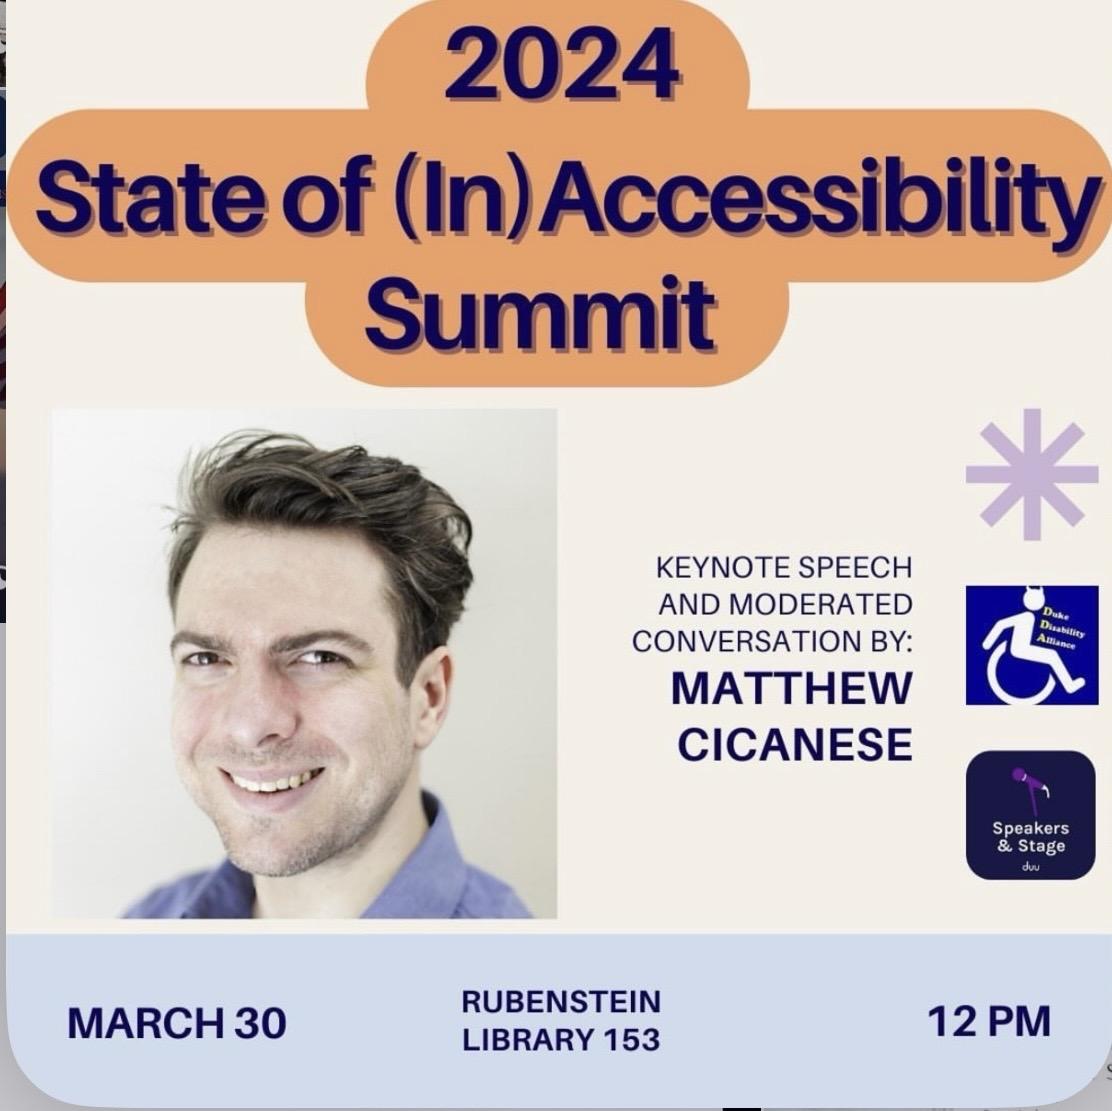 2024
State of (In)Accessibility
Summit
KEYNOTE SPEECH
AND MODERATED
CONVERSATION BY:
MATTHEW
CICANESE
Duke
Disability
Alliance
Speakers
& Stage
duu
MARCH 30
RUBENSTEIN
LIBRARY 153
12 PM